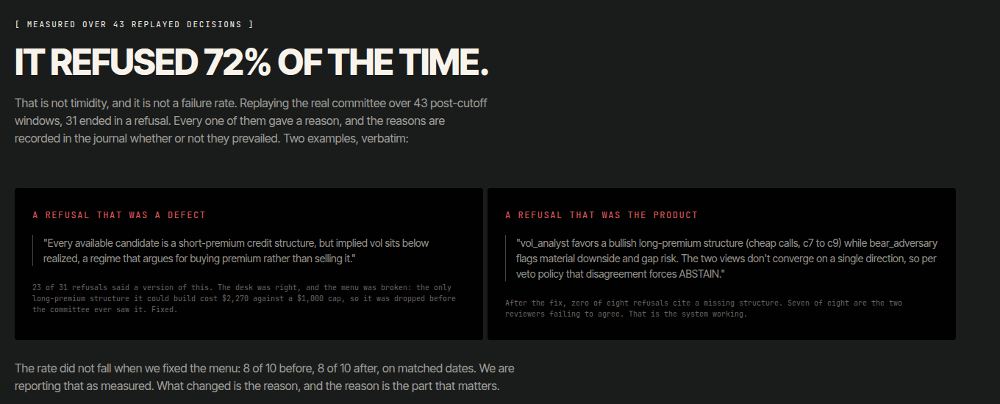 [ MEASURED OVER 43 REPLAYED DECISIONS ]
IT REFUSED 72% OF THE TIME.
That is not timidity, and it is not a failure rate. Replaying the real committee over 43 post-cutoff
windows, 31 ended in a refusal. Every one of them gave a reason, and the reasons are
recorded in the journal whether or not they prevailed. Two examples, verbatim:
A REFUSAL THAT WAS A DEFECT
"Every available candidate is a short-premium credit structure, but implied vol sits below
realized, a regime that argues for buying premium rather than selling it."
23 of 31 refusals said a version of this. The desk was right, and the menu was broken: the only
long-premium structure it could build cost $2,270 against a $1,000 cap, so it was dropped before
the committee ever saw it. Fixed.
A REFUSAL THAT WAS THE PRODUCT
"vol_analyst favors a bullish long-premium structure (cheap calls, c7 to c9) while bear_adversary
flags material downside and gap risk. The two views don't converge on a single direction, so per
veto policy that disagreement forces ABSTAIN."
After the fix, zero of eight refusals cite a missing structure. Seven of eight are the two
reviewers failing to agree. That is the system working.
The rate did not fall when we fixed the menu: 8 of 10 before, 8 of 10 after, on matched dates. We are
reporting that as measured. What changed is the reason, and the reason is the part that matters.